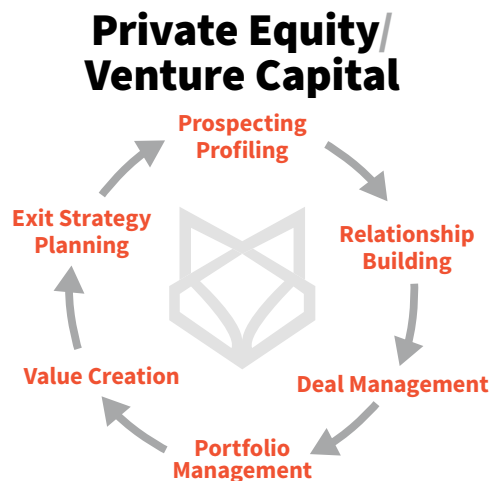 Private Equity/
Venture Capital
Prospecting
Profiling
Relationship
Building
Deal Management
Portfolio
Management
Value Creation
Exit Strategy
Planning